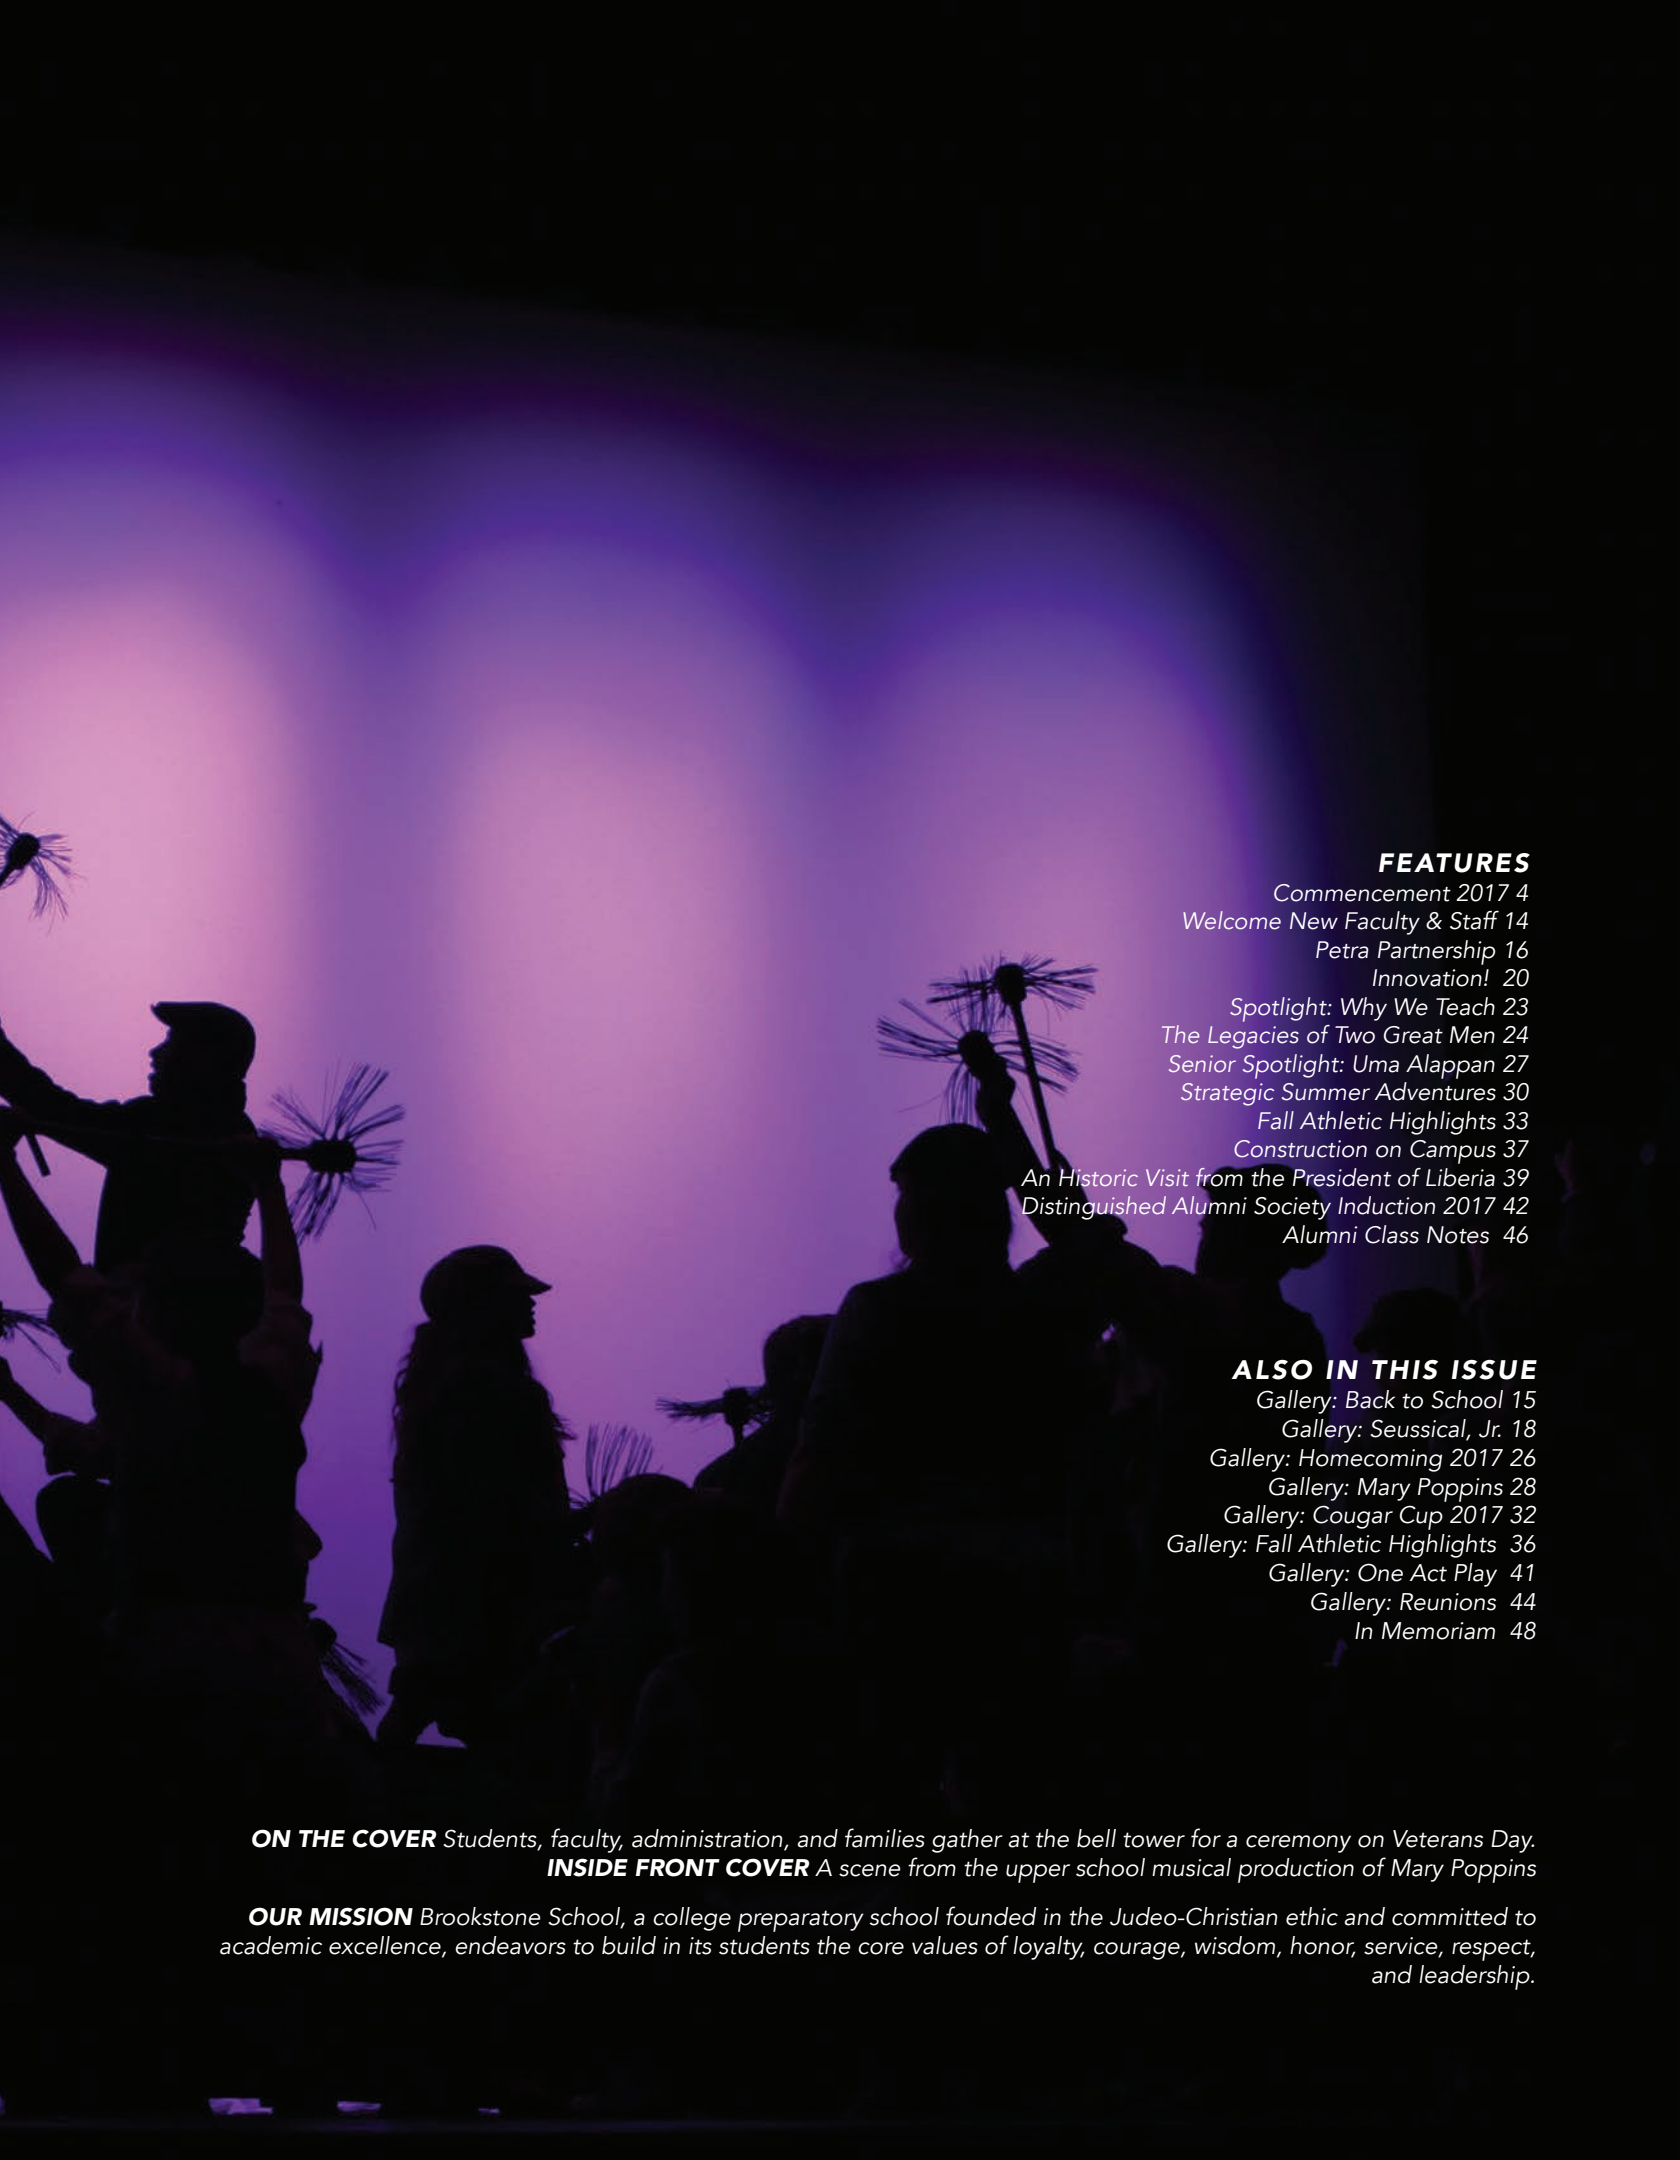 FEATURES
Commencement 2017 4
Welcome New Faculty & Staff 14
Petra Partnership 16
Innovation! 20
Spotlight: Why We Teach 23
The Legacies of Two Great Men 24
Senior Spotlight: Uma Alappan 27
Strategic Summer Adventures 30
Fall Athletic Highlights 33
Construction on Campus 37
An Historic Visit from the President of Liberia 39
Distinguished Alumni Society Induction 2017 42
Alumni Class Notes 46
ALSO IN THIS ISSUE
Gallery: Back to School 15
Gallery: Seussical, Jr. 18
Gallery: Homecoming 2017 26
Gallery: Mary Poppins 28
Gallery: Cougar Cup 2017 32
Gallery: Fall Athletic Highlights 36
Gallery: One Act Play 41
Gallery: Reunions 44
In Memoriam 48
ON THE COVER Students, faculty, administration, and families gather at the bell tower for a ceremony on Veterans Day.
INSIDE FRONT COVER A scene from the upper school musical production of Mary Poppins
OUR MISSION Brookstone School, a college preparatory school founded in the Judeo-Christian ethic and committed to
academic excellence, endeavors to build in its students the core values of loyalty, courage, wisdom, honor, service, respect,
and leadership.